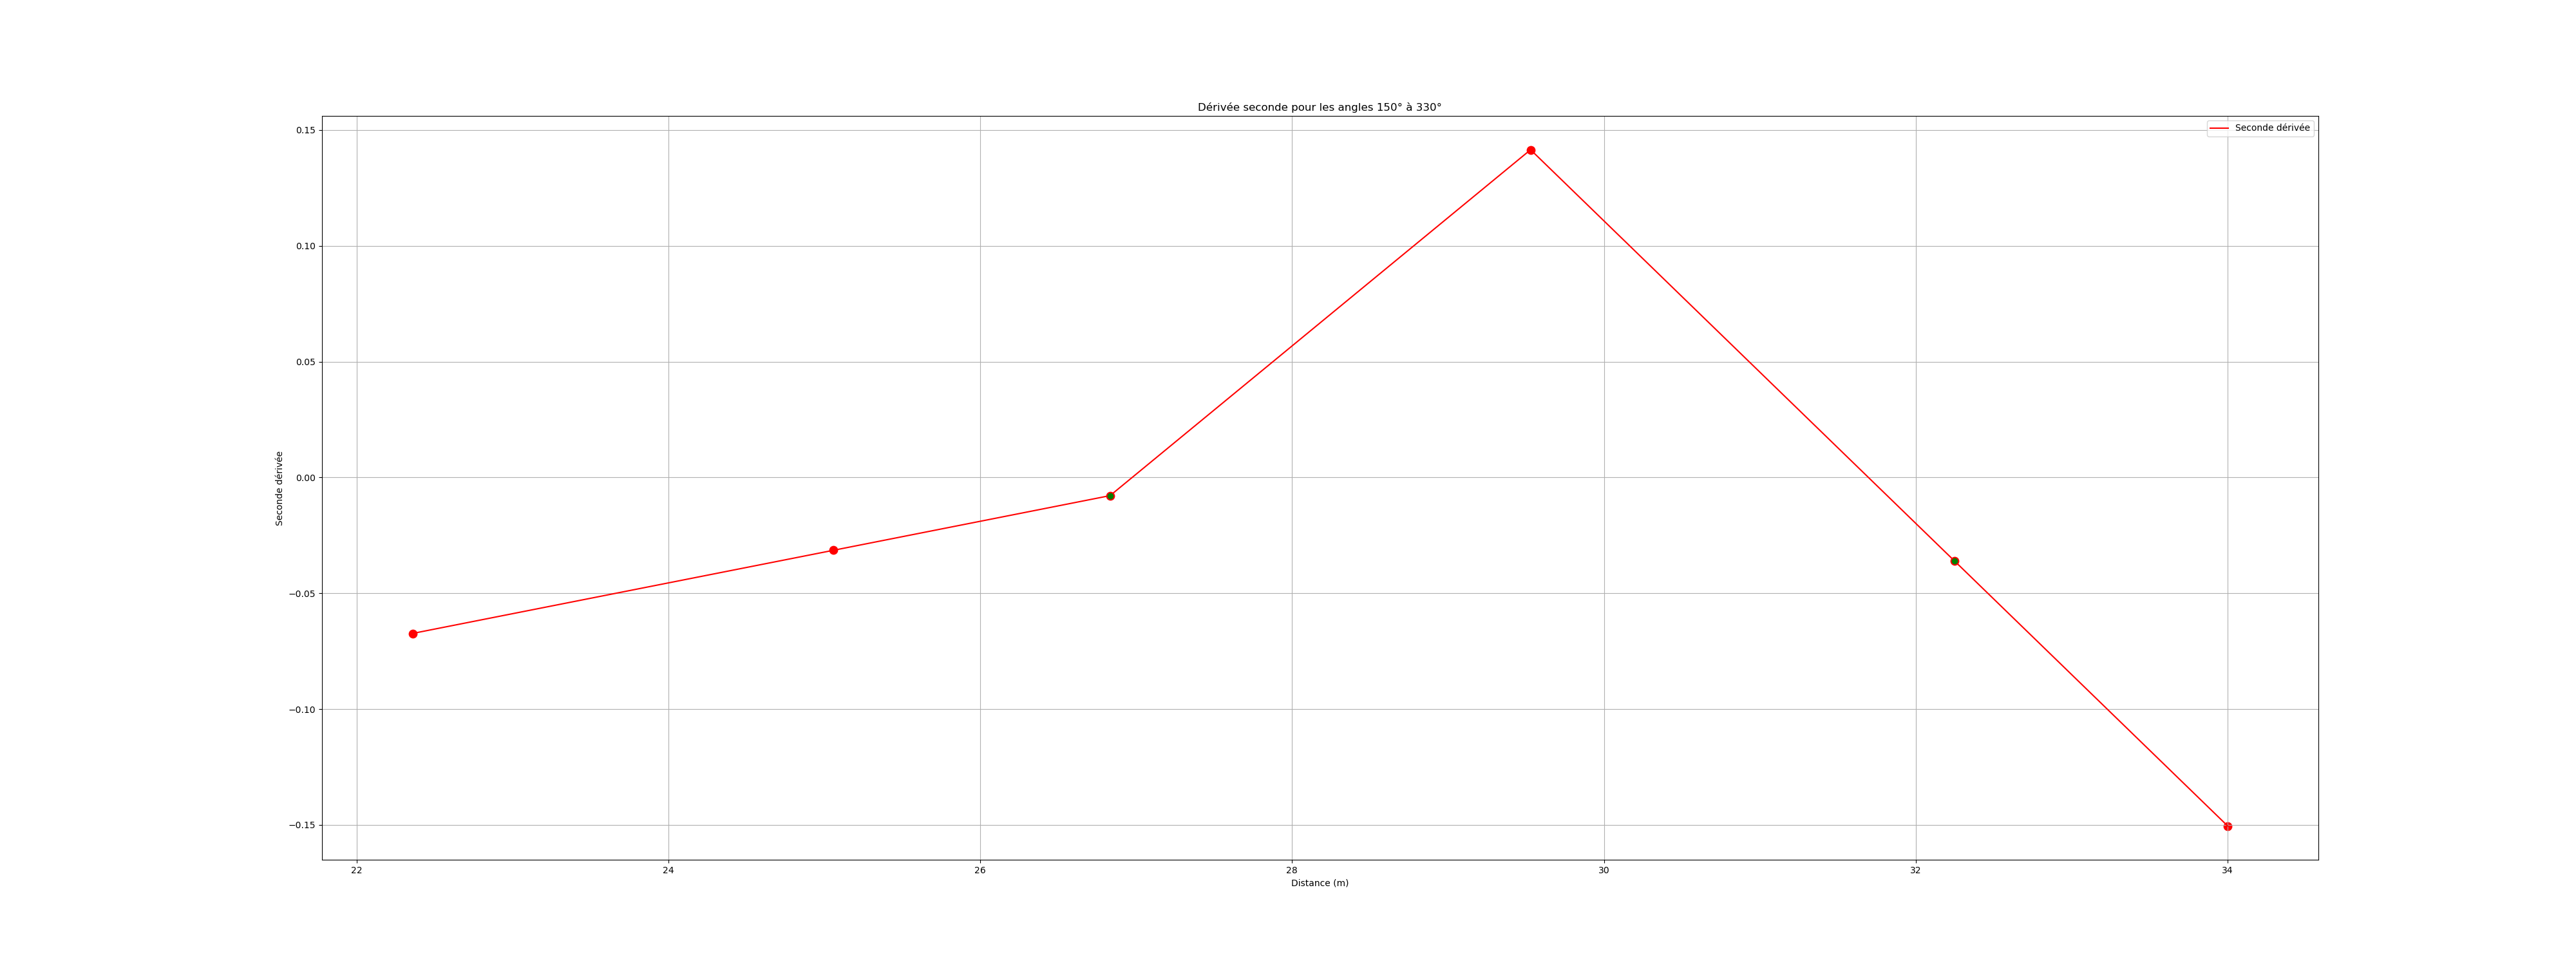 Dérivée seconde pour les angles 150° à 330°
Seconde dérivée
0.15
0.10
0.05
0.00
−0.05
−0.10
−0.15
Seconde dérivée
22 24 26 28 30 32 34
Distance (m)